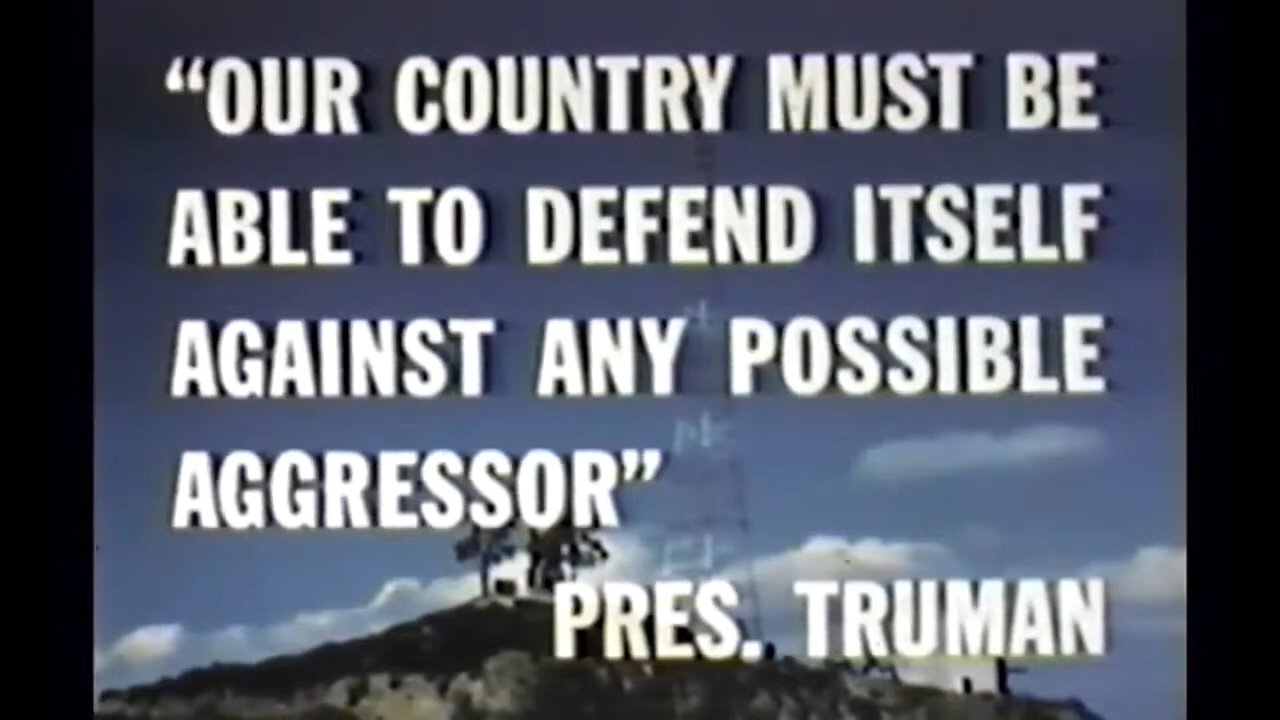 “OUR COUNTRY MUST BE
ABLE TO DEFEND ITSELF
AGAINST ANY POSSIBLE
AGGRESSOR”
PRES. TRUMAN